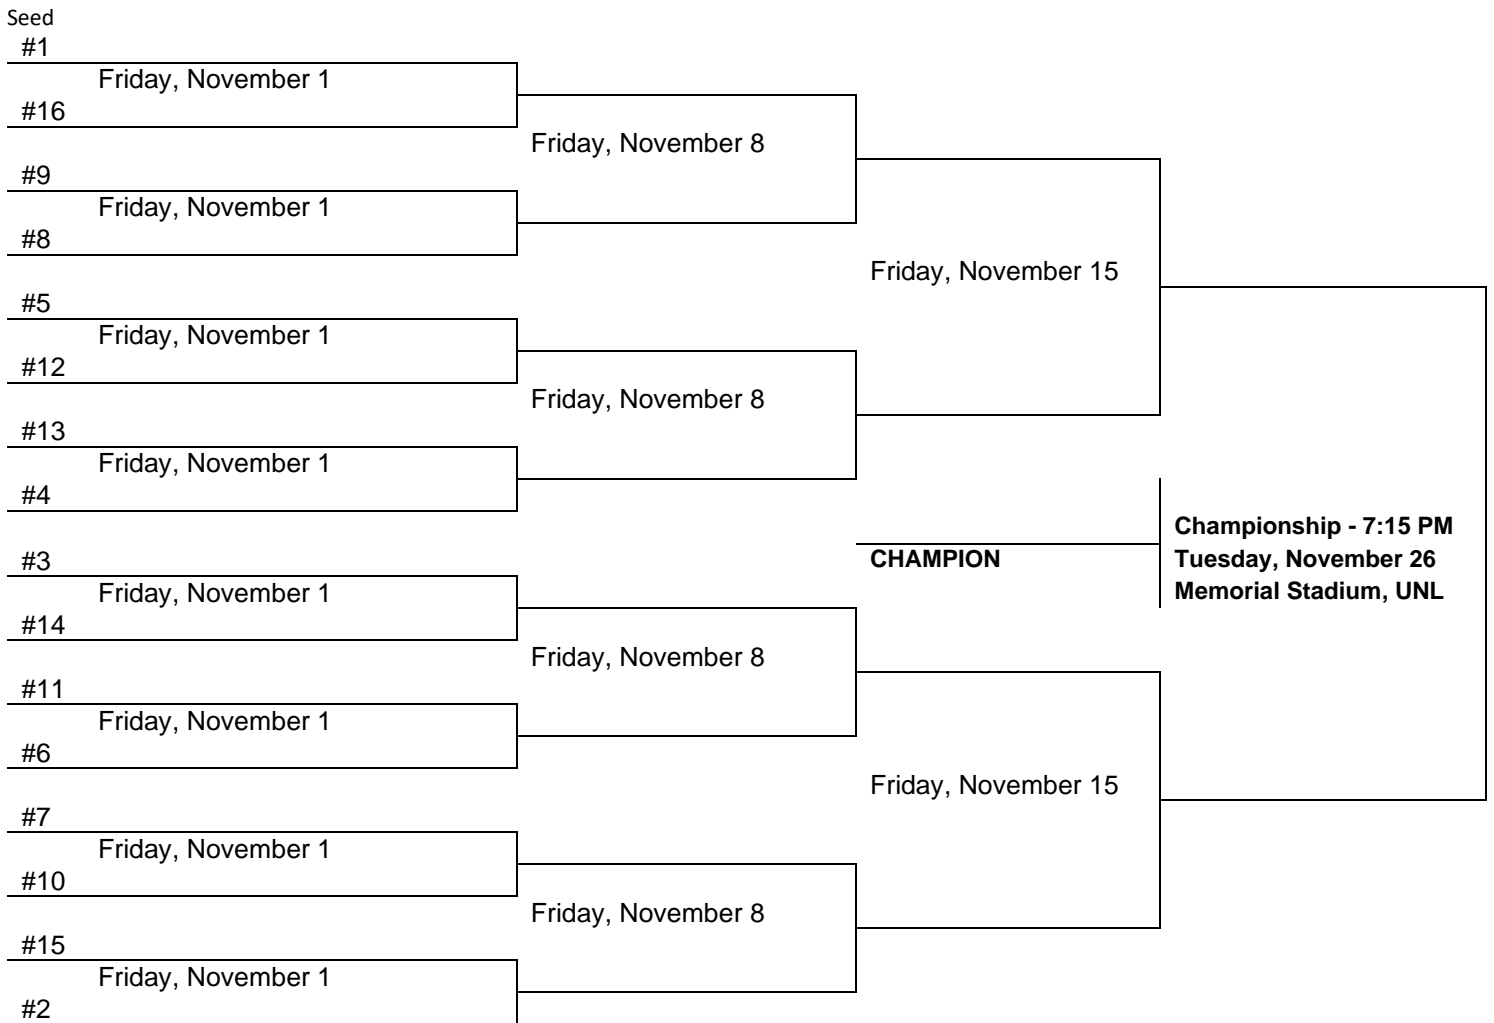 Seed
#1
Friday, November 1
#16
Friday, November 8
#9
Friday, November 1
#8
Friday, November 15
#5
Friday, November 1
#12
Friday, November 8
#13
Friday, November 1
#4
Championship - 7:15 PM
Tuesday, November 26
Memorial Stadium, UNL
CHAMPION
#3
Friday, November 1
#14
Friday, November 8
#11
Friday, November 1
#6
Friday, November 15
#7
Friday, November 1
#10
Friday, November 8
#15
Friday, November 1
#2